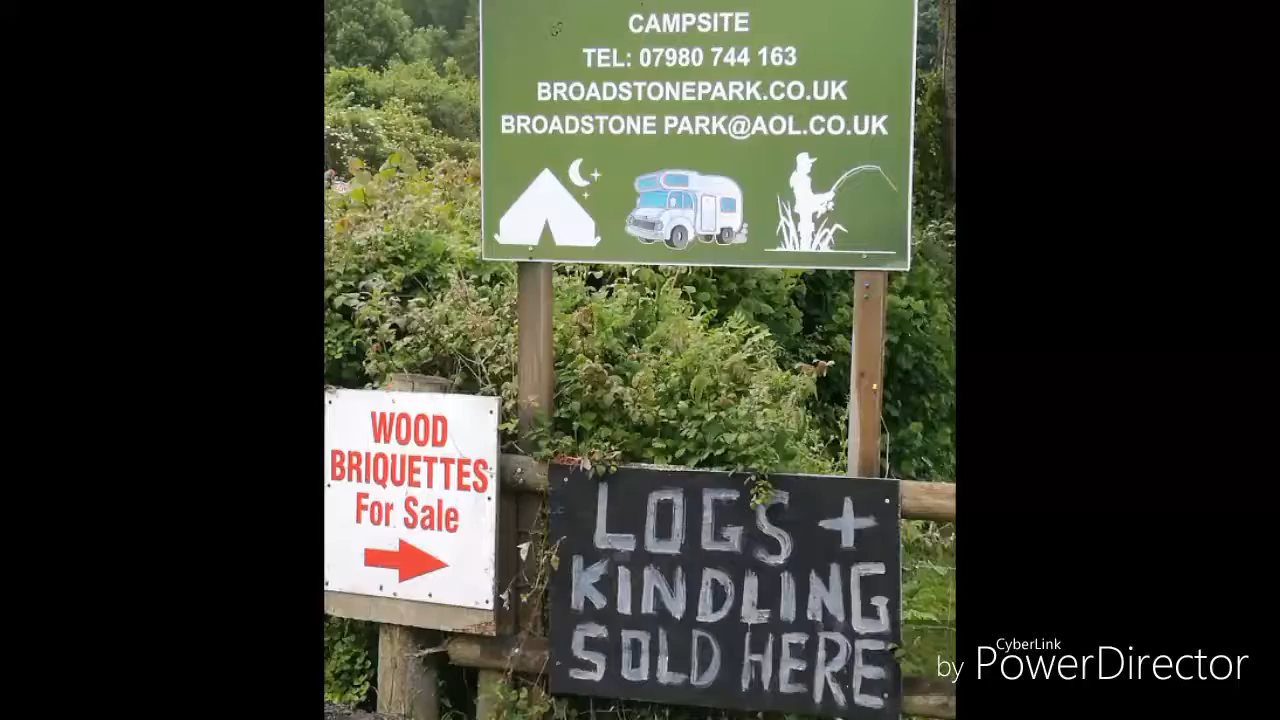 CAMPSITE
TEL: 07980 744 163
BROADSTONEPARK.CO.UK
BROADSTONE PARK@AOL.CO.UK
WOOD
BRIQUETTES
For Sale
LOGS +
KINDLING
SOLD HERE
CyberLink
by PowerDirector